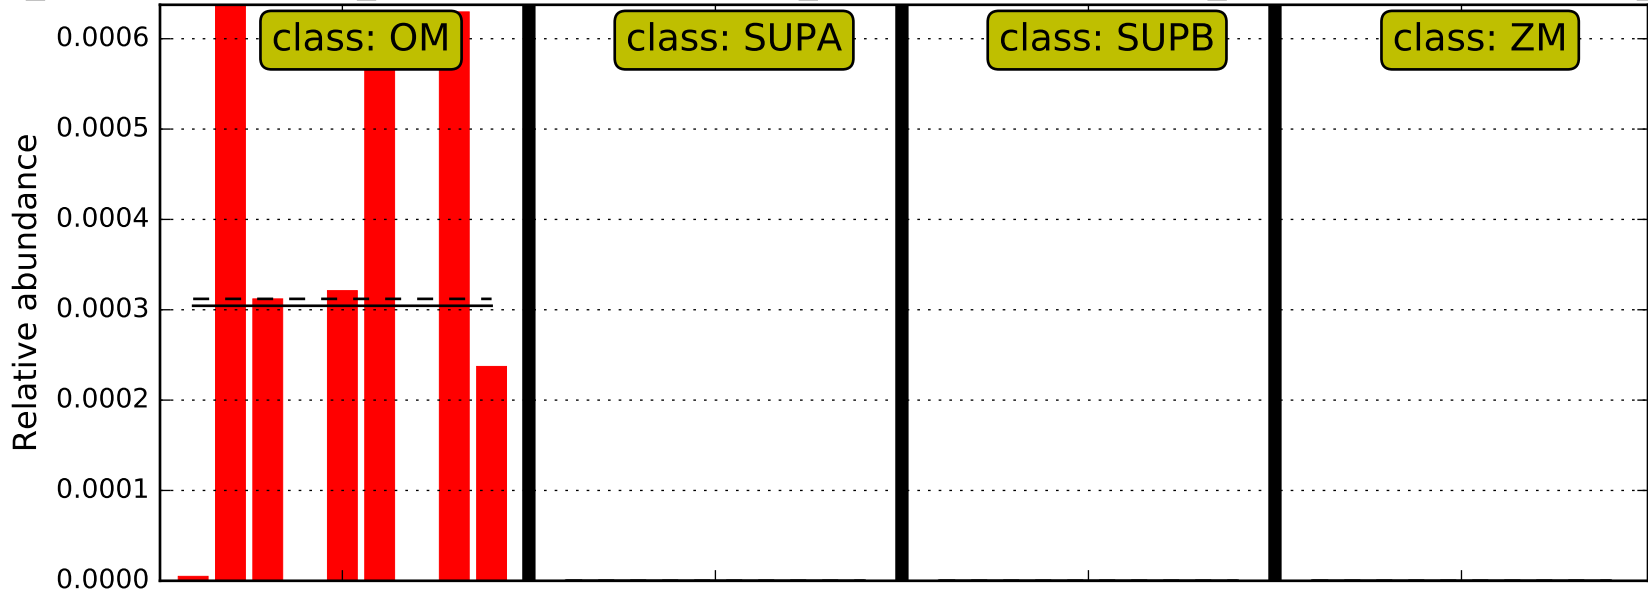 class: OM
class: SUPA
class: SUPB
class: ZM
Relative abundance
0.0006
0.0005
0.0004
0.0003
0.0002
0.0001
0.0000